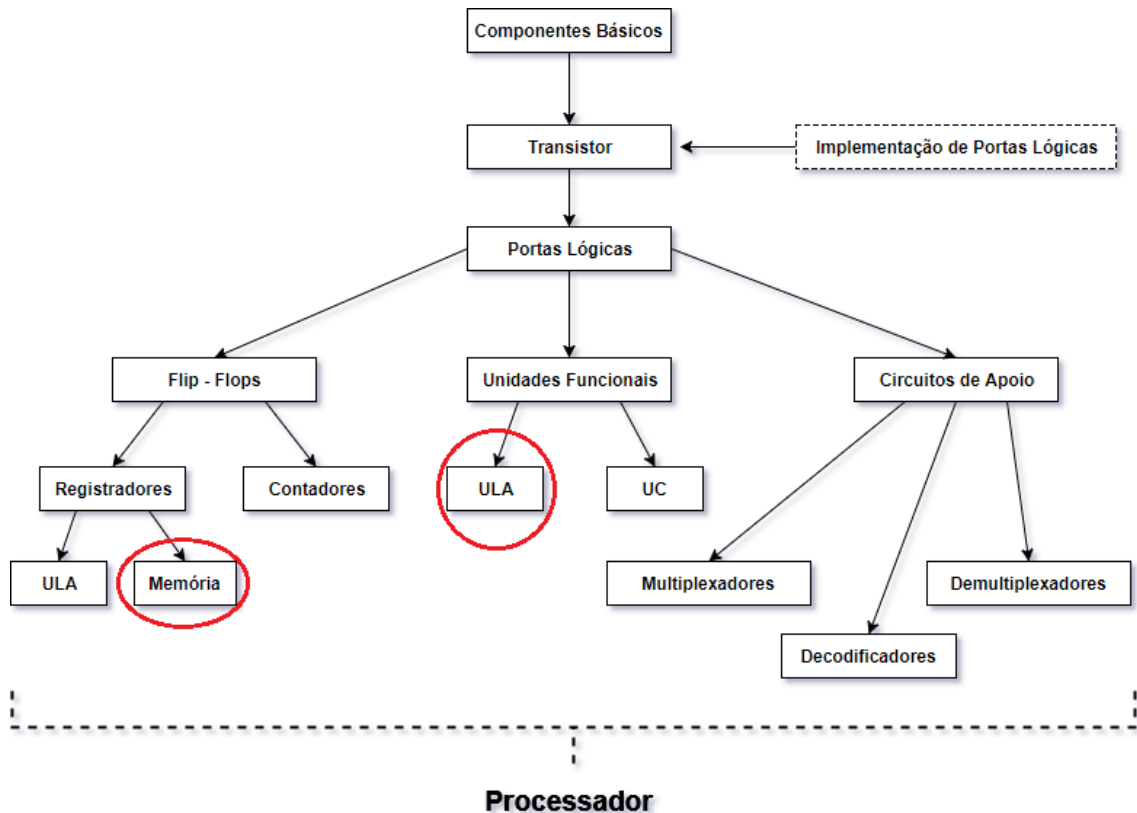 Componentes Básicos
Transistor
Implementação de Portas Lógicas
Portas Lógicas
Flip - Flops
Unidades Funcionais
Circuitos de Apoio
Registradores
Contadores
ULA
UC
ULA
Memória
Multiplexadores
Demultiplexadores
Decodificadores
Processador